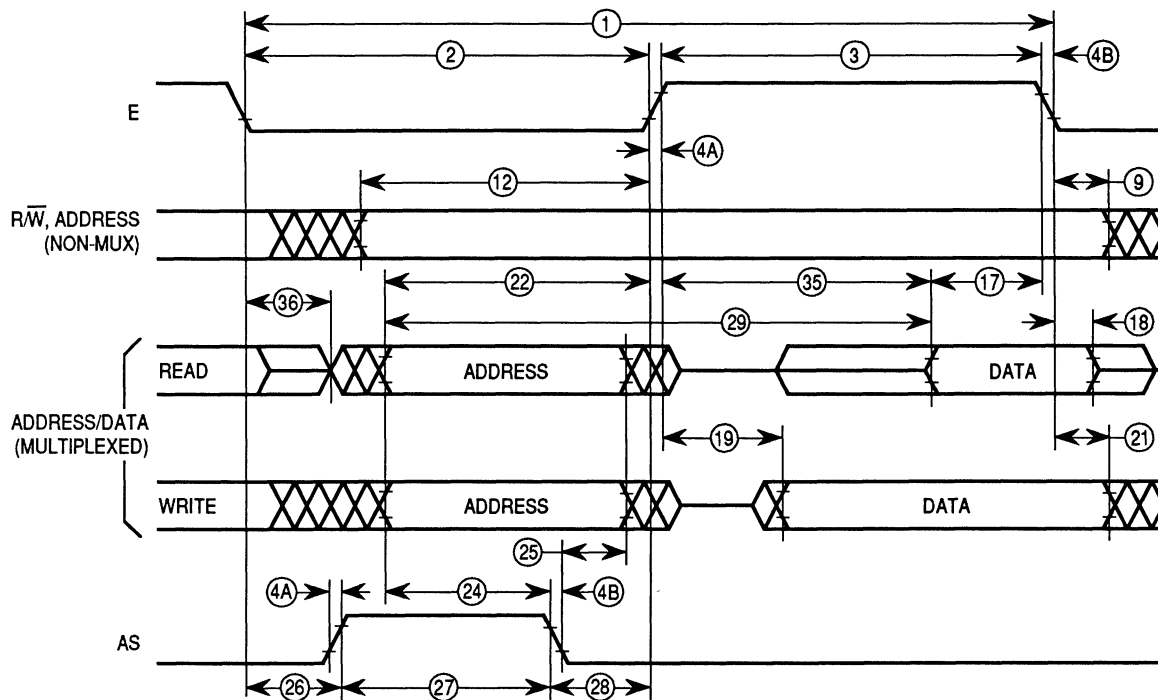 1
2
3
4B
E
4A
12
9
R/W̅, ADDRESS
(NON-MUX)
22
35
17
36
29
18
READ
ADDRESS
DATA
ADDRESS/DATA
(MULTIPLEXED)
19
21
WRITE
ADDRESS
DATA
25
4A
24
4B
AS
26
27
28